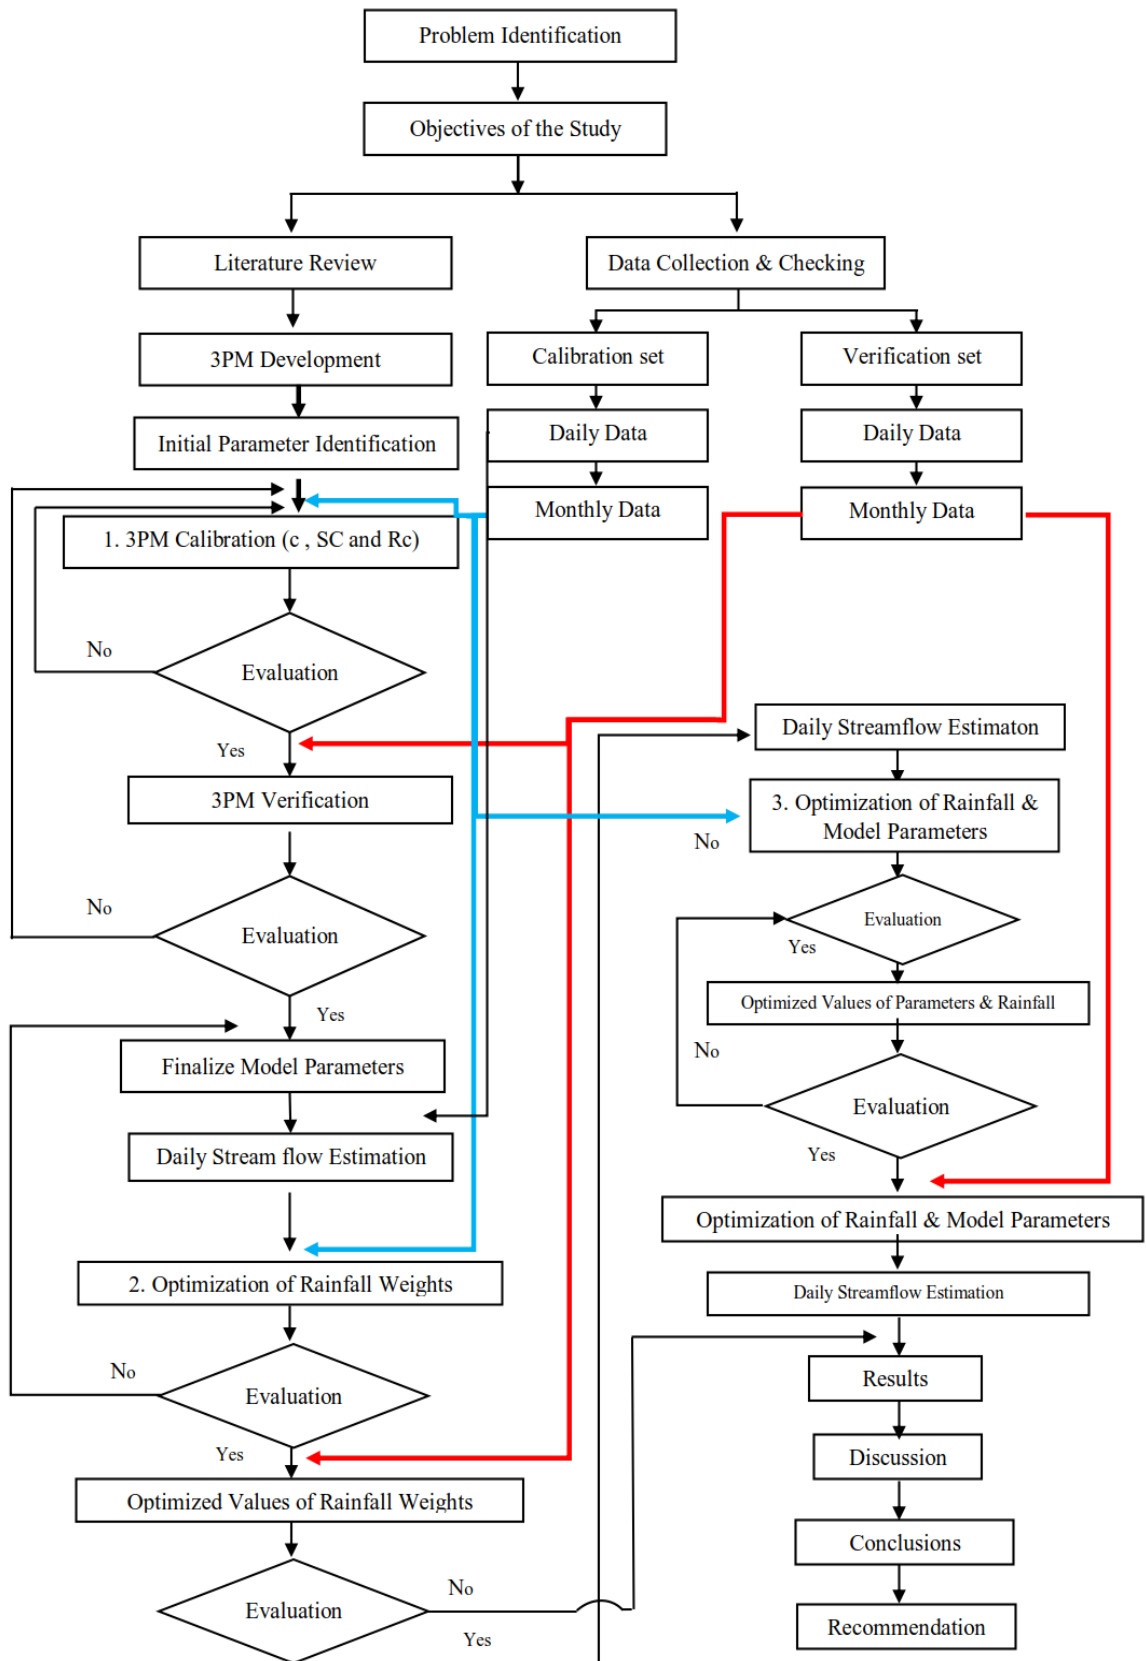 Problem Identification
Objectives of the Study
Literature Review
Data Collection & Checking
3PM Development
Calibration set
Verification set
Initial Parameter Identification
Daily Data
Daily Data
Monthly Data
Monthly Data
1. 3PM Calibration (c , SC and Rc)
No
Evaluation
Yes
3PM Verification
No
Evaluation
Yes
Finalize Model Parameters
Daily Stream flow Estimation
2. Optimization of Rainfall Weights
No
Evaluation
Yes
Optimized Values of Rainfall Weights
Evaluation
No
Yes
Daily Streamflow Estimaton
3. Optimization of Rainfall &
Model Parameters
No
Evaluation
Yes
Optimized Values of Parameters & Rainfall
No
Evaluation
Yes
Optimization of Rainfall & Model Parameters
Daily Streamflow Estimation
Results
Discussion
Conclusions
Recommendation